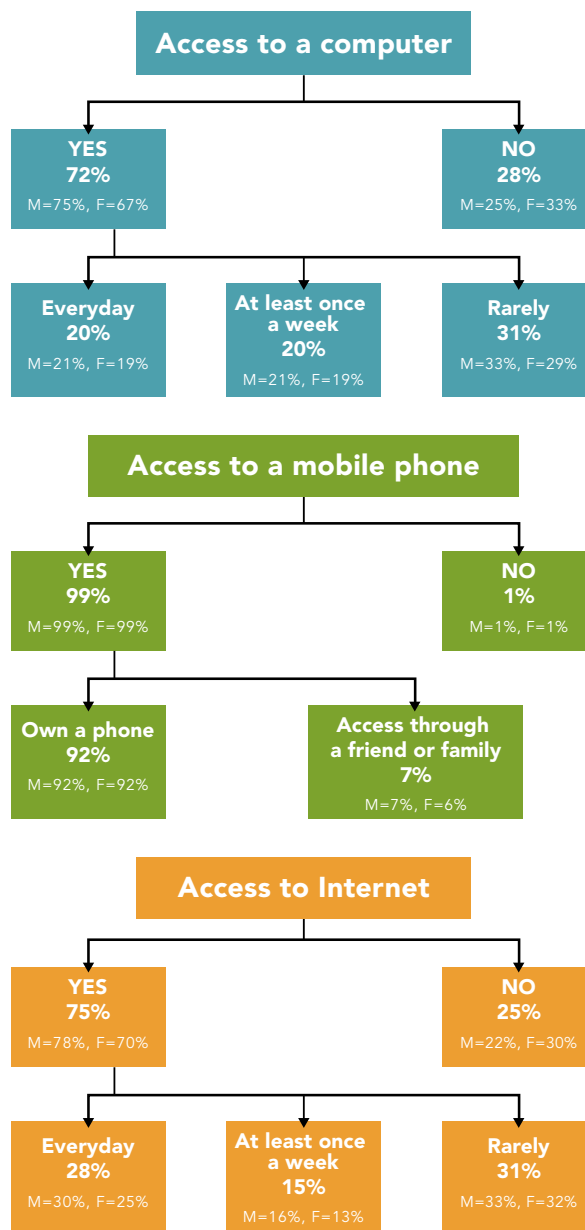 Access to a computer
YES
72%
M=75%, F=67%
NO
28%
M=25%, F=33%
Everyday
20%
M=21%, F=19%
At least once
a week
20%
M=21%, F=19%
Rarely
31%
M=33%, F=29%
Access to a mobile phone
YES
99%
M=99%, F=99%
NO
1%
M=1%, F=1%
Own a phone
92%
M=92%, F=92%
Access through
a friend or family
7%
M=7%, F=6%
Access to Internet
YES
75%
M=78%, F=70%
NO
25%
M=22%, F=30%
Everyday
28%
M=30%, F=25%
At least once
a week
15%
M=16%, F=13%
Rarely
31%
M=33%, F=32%